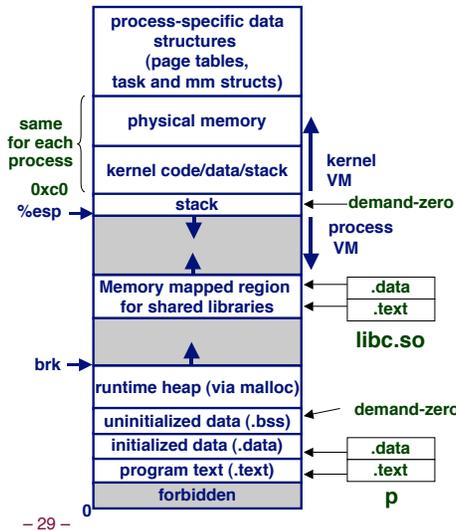 process-specific data
structures
(page tables,
task and mm structs)
same
for each
process
physical memory
kernel code/data/stack
kernel
VM
0xc0
stack
demand-zero
%esp
process
VM
Memory mapped region
for shared libraries
.data
.text
libc.so
brk
runtime heap (via malloc)
uninitialized data (.bss)
demand-zero
initialized data (.data)
.data
program text (.text)
.text
forbidden
p
0
– 29 –